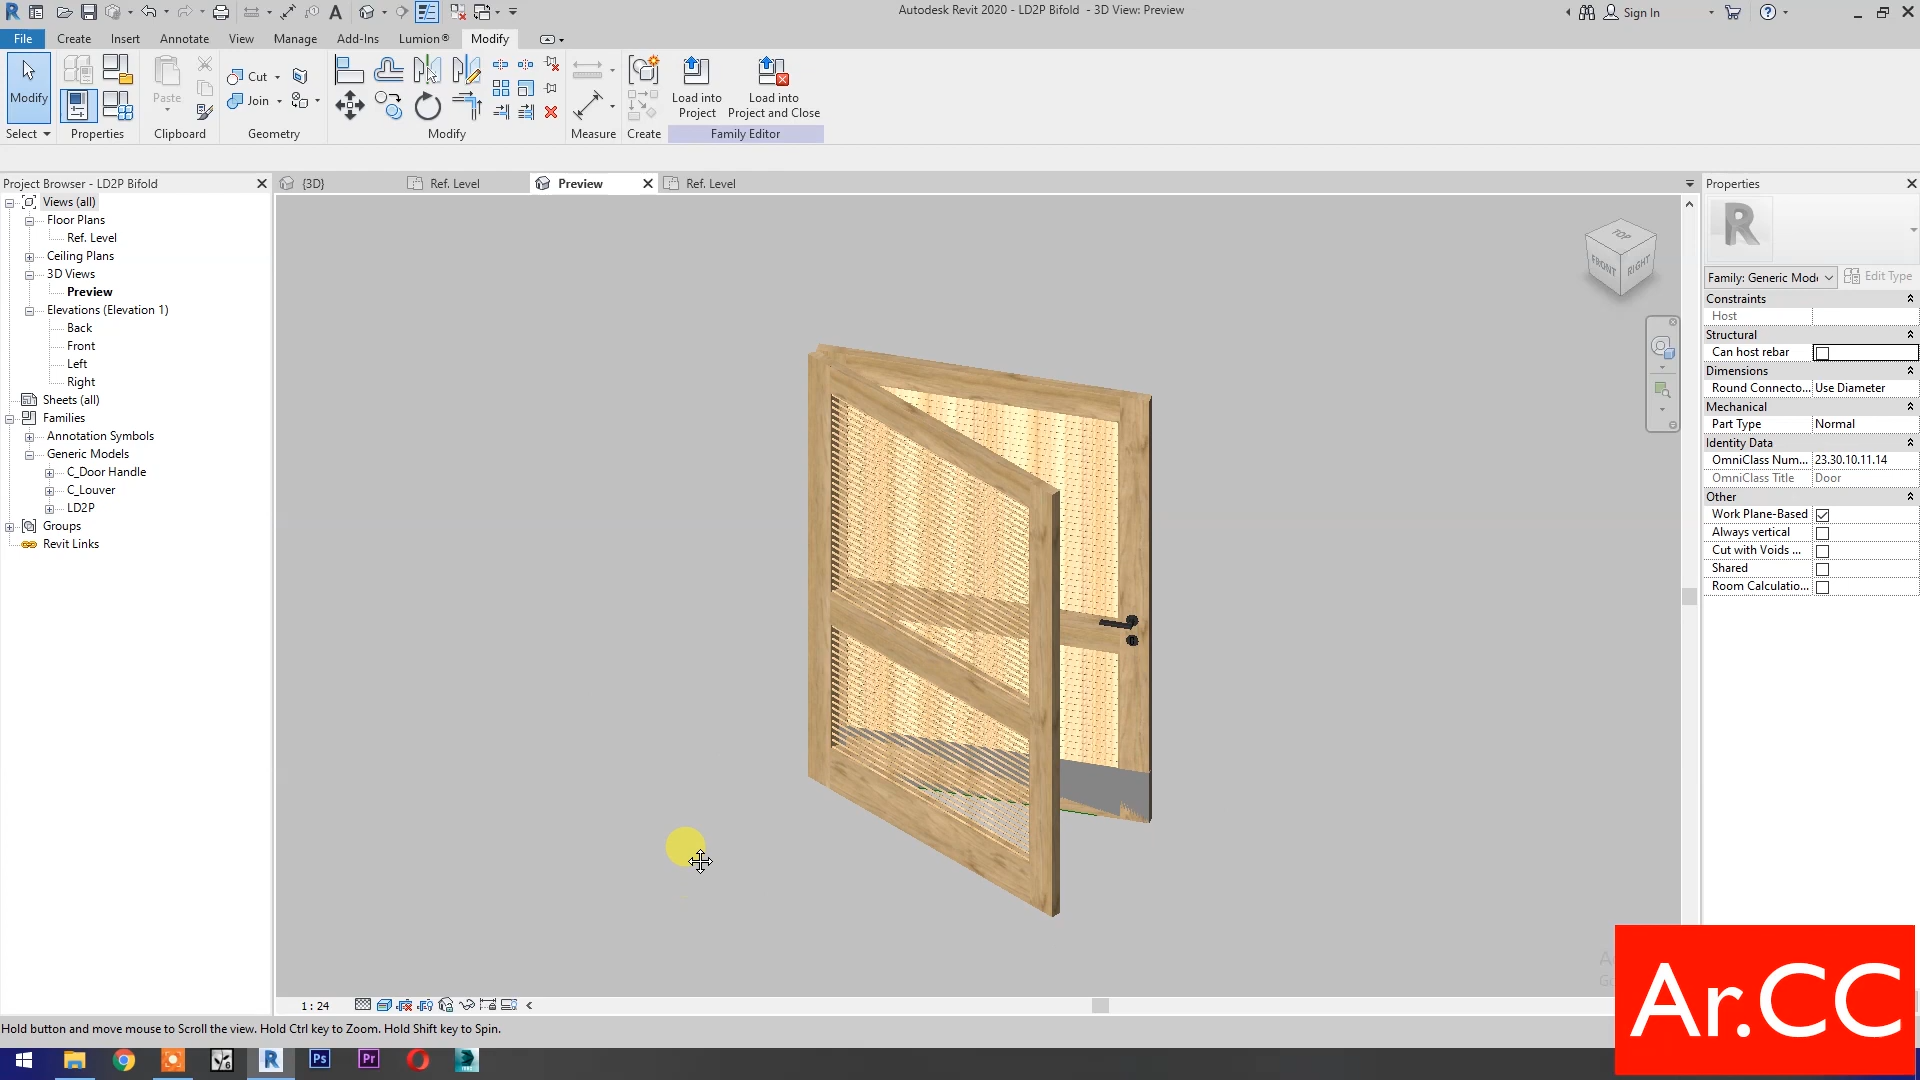 Autodesk Revit 2020 - LD2P Bifold - 3D View: Preview
Sign In
File Create Insert Annotate View Manage Add-Ins Lumion® Modify
Modify
Paste
Cut
Join
Load into Project
Load into Project and Close
Select Properties Clipboard Geometry Modify Measure Create Family Editor
Project Browser - LD2P Bifold
{3D} Ref. Level Preview Ref. Level
Properties
Views (all)
Floor Plans
Ref. Level
Ceiling Plans
3D Views
Preview
Elevations (Elevation 1)
Back
Front
Left
Right
Sheets (all)
Families
Annotation Symbols
Generic Models
C_Door Handle
C_Louver
LD2P
Groups
Revit Links
TOP
FRONT RIGHT
Family: Generic Mode Edit Type
Constraints
Host
Structural
Can host rebar
Dimensions
Round Connecto... Use Diameter
Mechanical
Part Type Normal
Identity Data
OmniClass Num... 23.30.10.11.14
OmniClass Title Door
Other
Work Plane-Based
Always vertical
Cut with Voids ...
Shared
Room Calculatio...
1 : 24
Hold button and move mouse to Scroll the view. Hold Ctrl key to Zoom. Hold Shift key to Spin.
Ar.CC
R Ps Pr